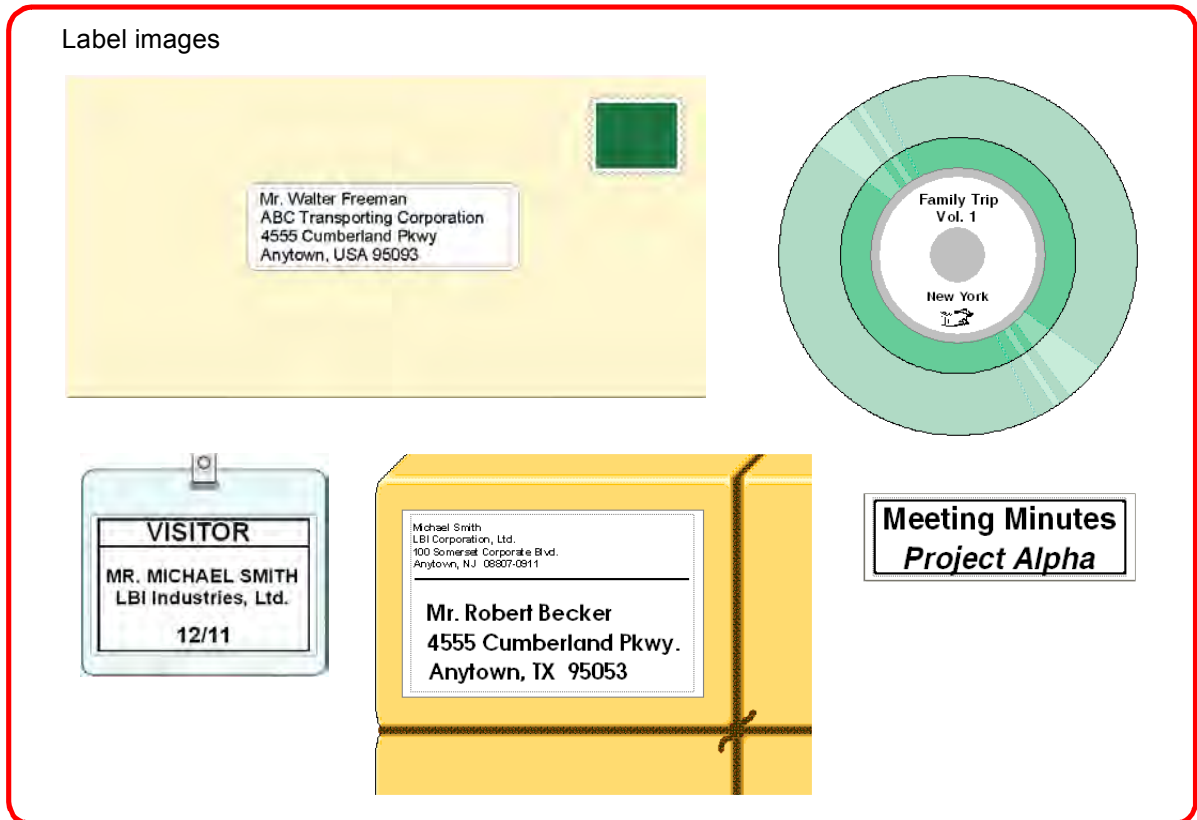 Label images
Mr. Walter Freeman
ABC Transporting Corporation
4555 Cumberland Pkwy
Anytown, USA 95093
Family Trip
Vol. 1
New York
VISITOR
MR. MICHAEL SMITH
LBI Industries, Ltd.
12/11
Michael Smith
LBI Corporation, Ltd.
100 Somerset Corporate Blvd.
Anytown, NJ 08807-0911
Mr. Robert Becker
4555 Cumberland Pkwy.
Anytown, TX 95053
Meeting Minutes
Project Alpha